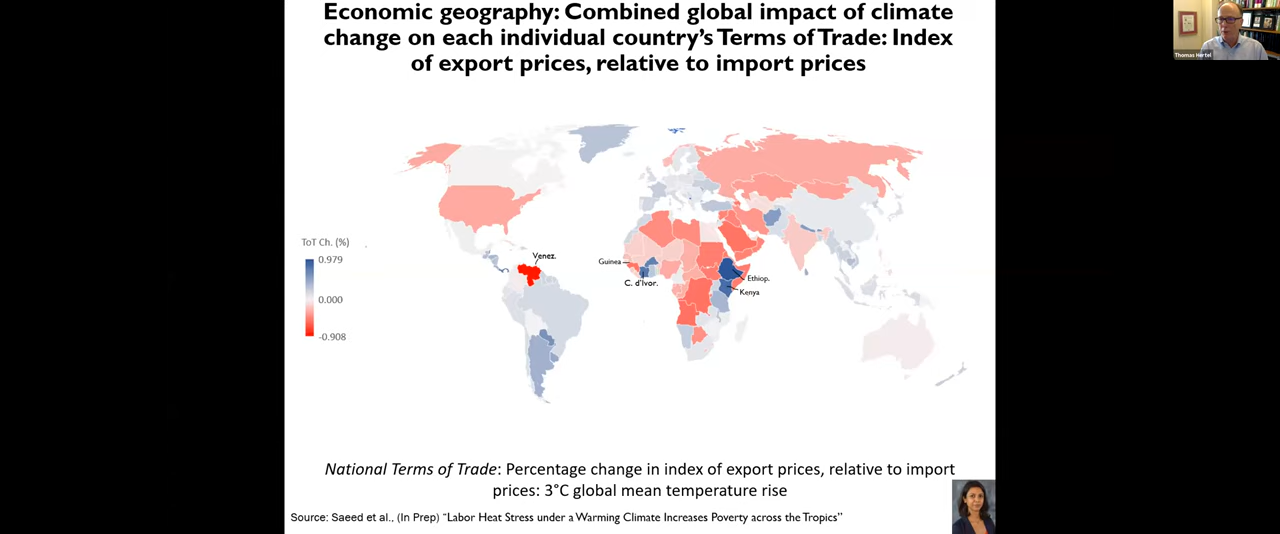 Economic geography: Combined global impact of climate
change on each individual country's Terms of Trade: Index
of export prices, relative to import prices
Thomas Hertel
ToT Ch. (%)
0.979
0.000
-0.908
Venez.
Guinea
C. d'Ivor.
Ethiop.
Kenya
National Terms of Trade: Percentage change in index of export prices, relative to import
prices: 3°C global mean temperature rise
Source: Saeed et al., (In Prep) "Labor Heat Stress under a Warming Climate Increases Poverty across the Tropics"